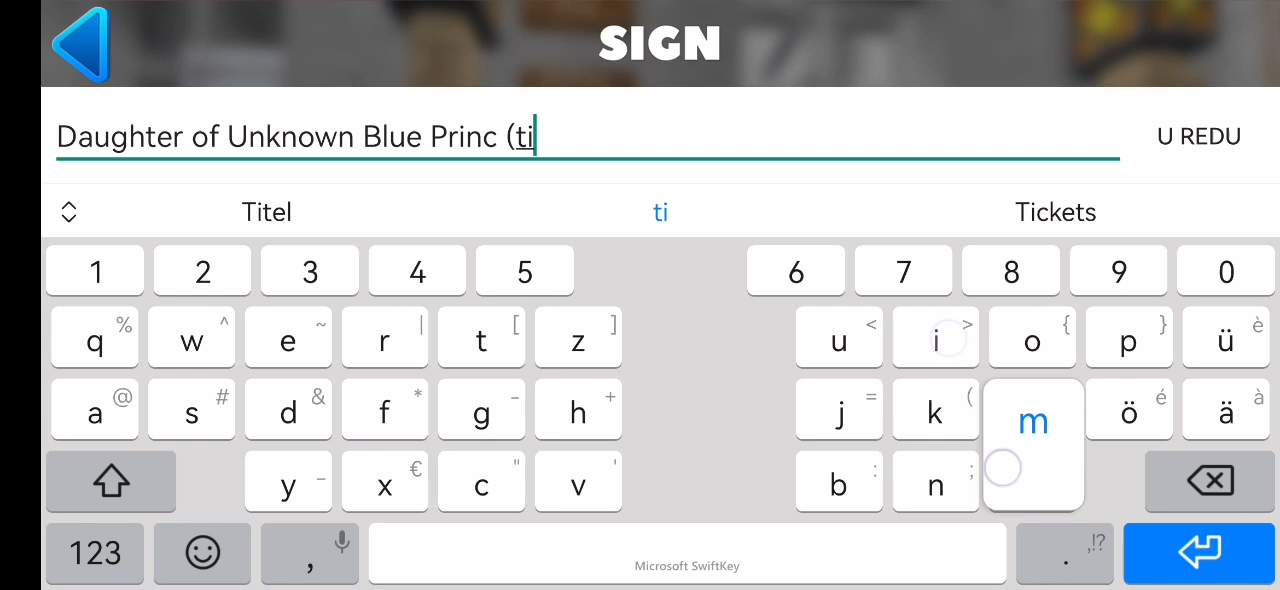 SIGN
Daughter of Unknown Blue Princ (ti
U REDU
Titel ti Tickets
1 2 3 4 5 6 7 8 9 0
q % w ^ e ~ r | t [ z ] u < i > o { p } ü è
a @ s # d & f * g - h + j = k ( m ö é ä à
y _ x € c " v ' b : n ;
123 , Microsoft SwiftKey . ,!?